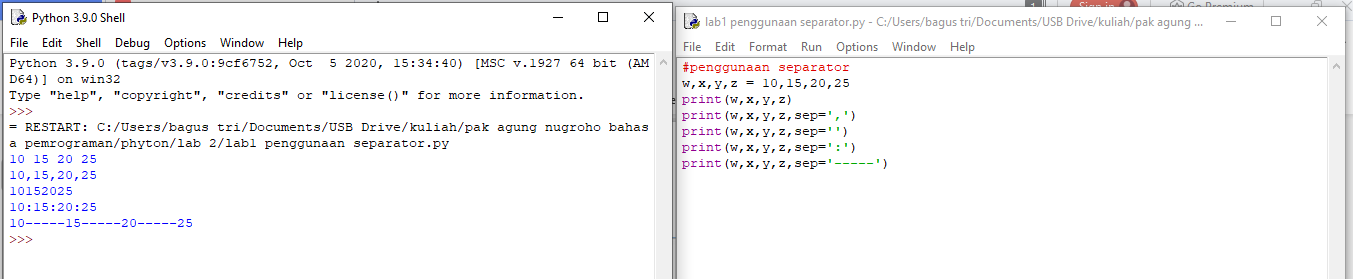 Sign in
Go Premium
Python 3.9.0 Shell
File Edit Shell Debug Options Window Help
Python 3.9.0 (tags/v3.9.0:9cf6752, Oct  5 2020, 15:34:40) [MSC v.1927 64 bit (AM
D64)] on win32
Type "help", "copyright", "credits" or "license()" for more information.
>>>
= RESTART: C:/Users/bagus tri/Documents/USB Drive/kuliah/pak agung nugroho bahas
a pemrograman/phyton/lab 2/lab1 penggunaan separator.py
10 15 20 25
10,15,20,25
10152025
10:15:20:25
10-----15-----20-----25
>>>
lab1 penggunaan separator.py - C:/Users/bagus tri/Documents/USB Drive/kuliah/pak agung ...
File Edit Format Run Options Window Help
#penggunaan separator
w,x,y,z = 10,15,20,25
print(w,x,y,z)
print(w,x,y,z,sep=',')
print(w,x,y,z,sep='')
print(w,x,y,z,sep=':')
print(w,x,y,z,sep='-----')